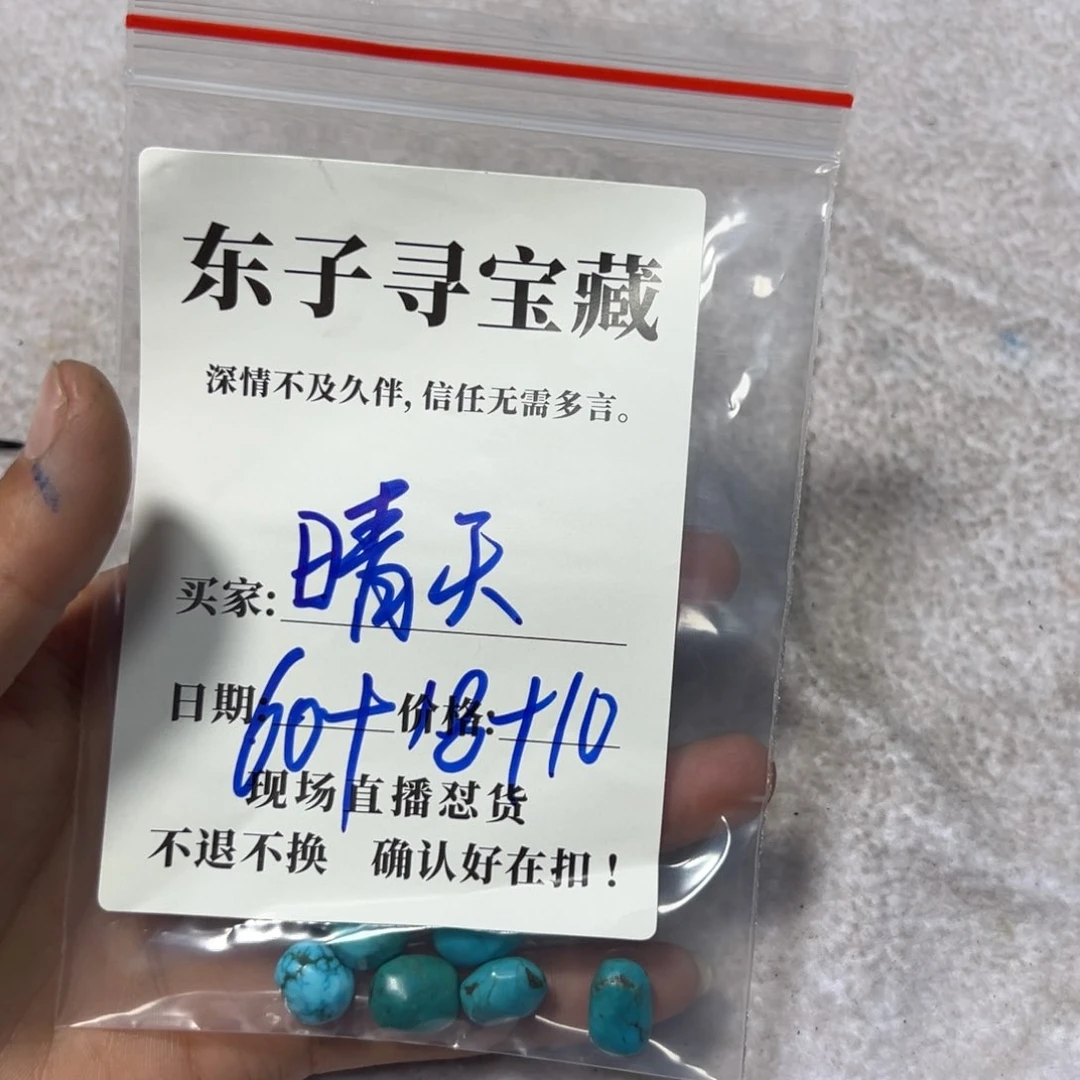 东子寻宝藏
深情不及久伴,信任无需多言。
买家:晴天
日期: 价格:
60+18+10
现场直播怼货
不退不换 确认好在扣!